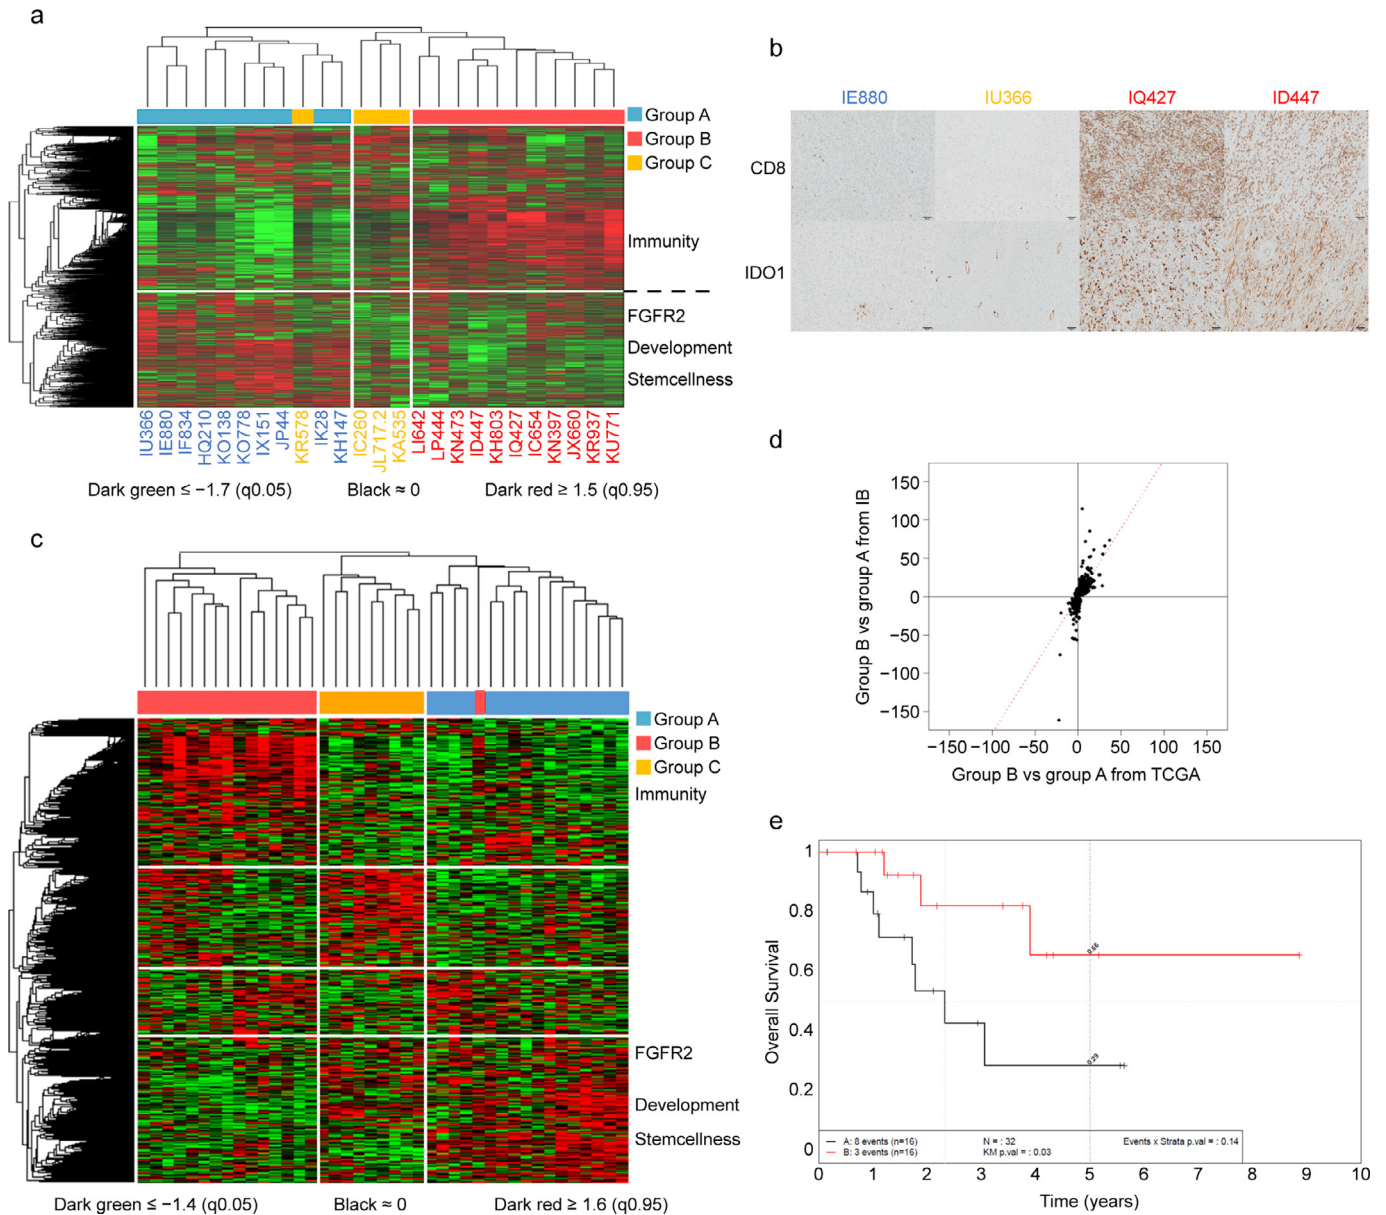 a
Group A
Group B
Group C
Immunity
FGFR2
Development
Stemcellness
IU366
IE880
IF834
HQ210
KO138
KO778
IX151
JP44
KR578
IK28
KH147
IC260
JL717.2
KA535
LI642
LP444
KN473
ID447
KH803
IQ427
IC654
KN397
JX660
KR937
KU771
Dark green ≤ −1.7 (q0.05) Black ≈ 0 Dark red ≥ 1.5 (q0.95)
b
IE880 IU366 IQ427 ID447
CD8
IDO1
c
Group A
Group B
Group C
Immunity
FGFR2
Development
Stemcellness
Dark green ≤ −1.4 (q0.05) Black ≈ 0 Dark red ≥ 1.6 (q0.95)
d
Group B vs group A from IB
150
100
50
0
−50
−100
−150
−150 −100 −50 0 50 100 150
Group B vs group A from TCGA
e
Overall Survival
1
0.8
0.6
0.4
0.2
0
0.66
0.29
A: 8 events (n=16) N = : 32 Events x Strata p.val = : 0.14
B: 3 events (n=16) KM p.val = : 0.03
0 1 2 3 4 5 6 7 8 9 10
Time (years)